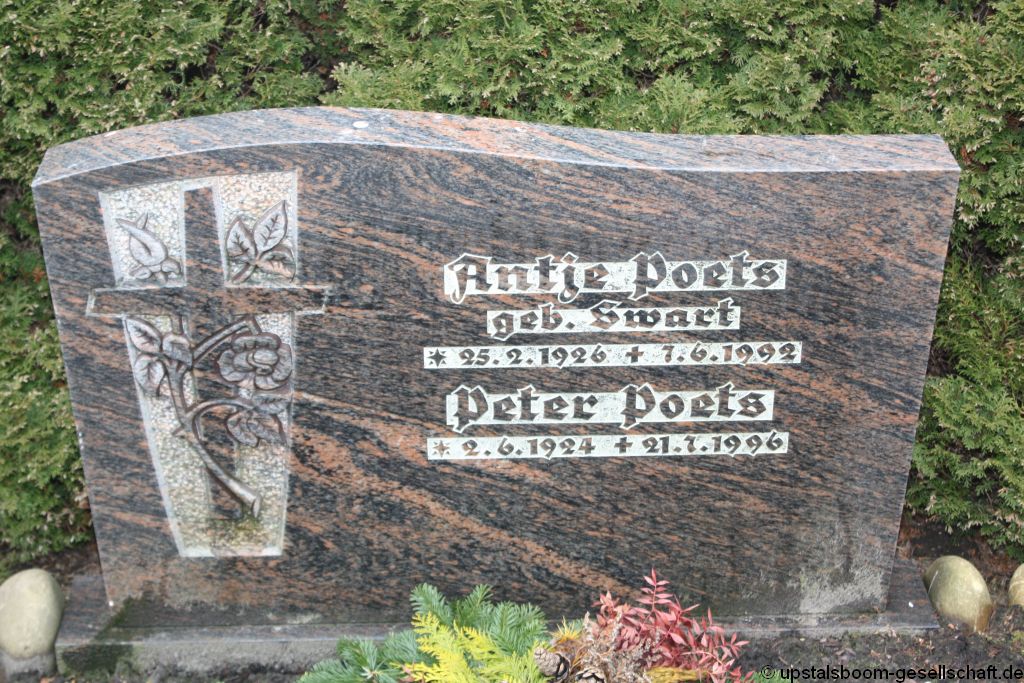 Antje Poets
geb. Swart
* 25.2.1926 + 7.6.1992
Peter Poets
* 2.6.1924 + 21.7.1996
© upstalsboom-gesellschaft.de